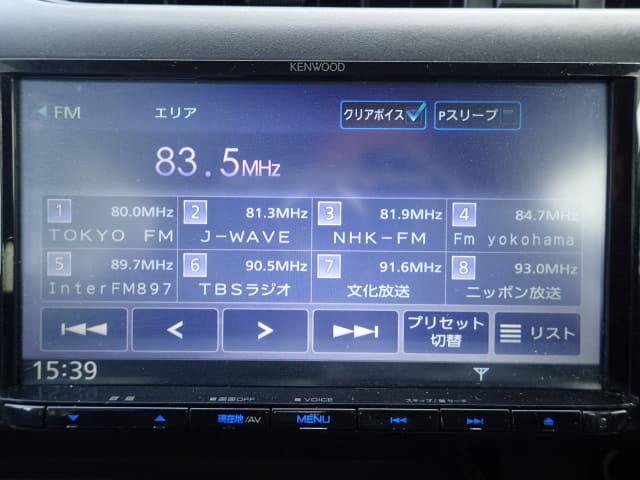 KENWOOD
FM エリア クリアボイス Pスリープ
83.5MHz
1 80.0MHz 2 81.3MHz 3 81.9MHz 4 84.7MHz
TOKYO FM J-WAVE NHK-FM Fm yokohama
5 89.7MHz 6 90.5MHz 7 91.6MHz 8 93.0MHz
InterFM897 TBSラジオ 文化放送 ニッポン放送
プリセット
切替
リスト
15:39
OFF VOICE
現在地/AV MENU